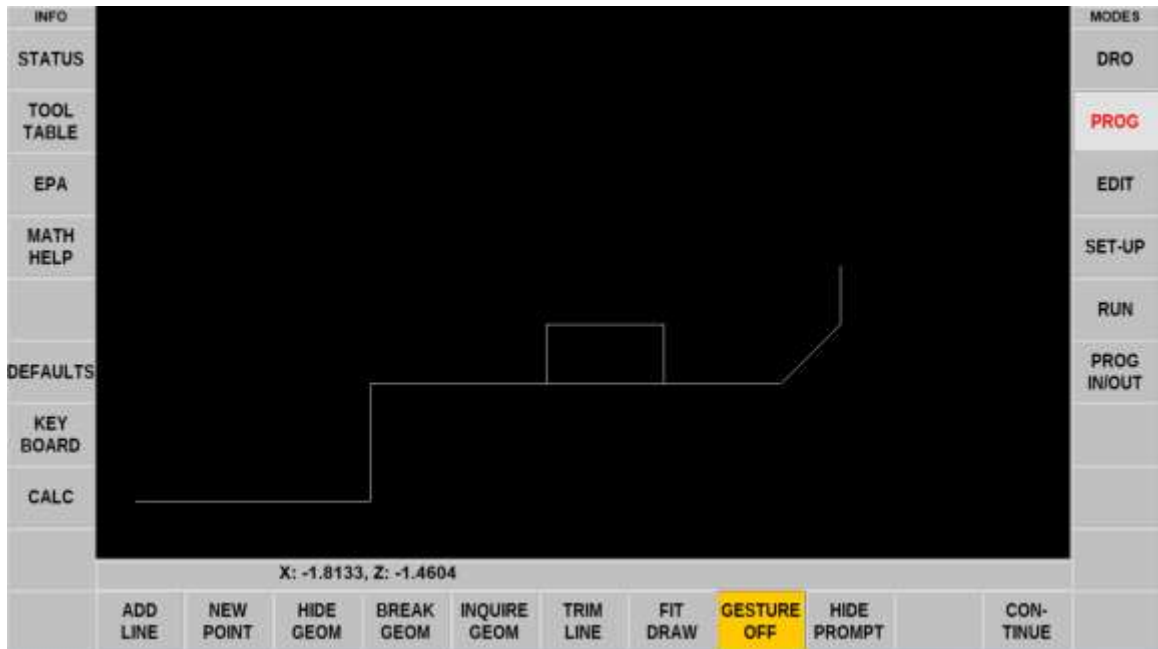 INFO
STATUS
TOOL
TABLE
EPA
MATH
HELP
DEFAULTS
KEY
BOARD
CALC
X: -1.8133, Z: -1.4604
ADD
LINE
NEW
POINT
HIDE
GEOM
BREAK
GEOM
INQUIRE
GEOM
TRIM
LINE
FIT
DRAW
GESTURE
OFF
HIDE
PROMPT
CON-
TINUE
MODES
DRO
PROG
EDIT
SET-UP
RUN
PROG
IN/OUT